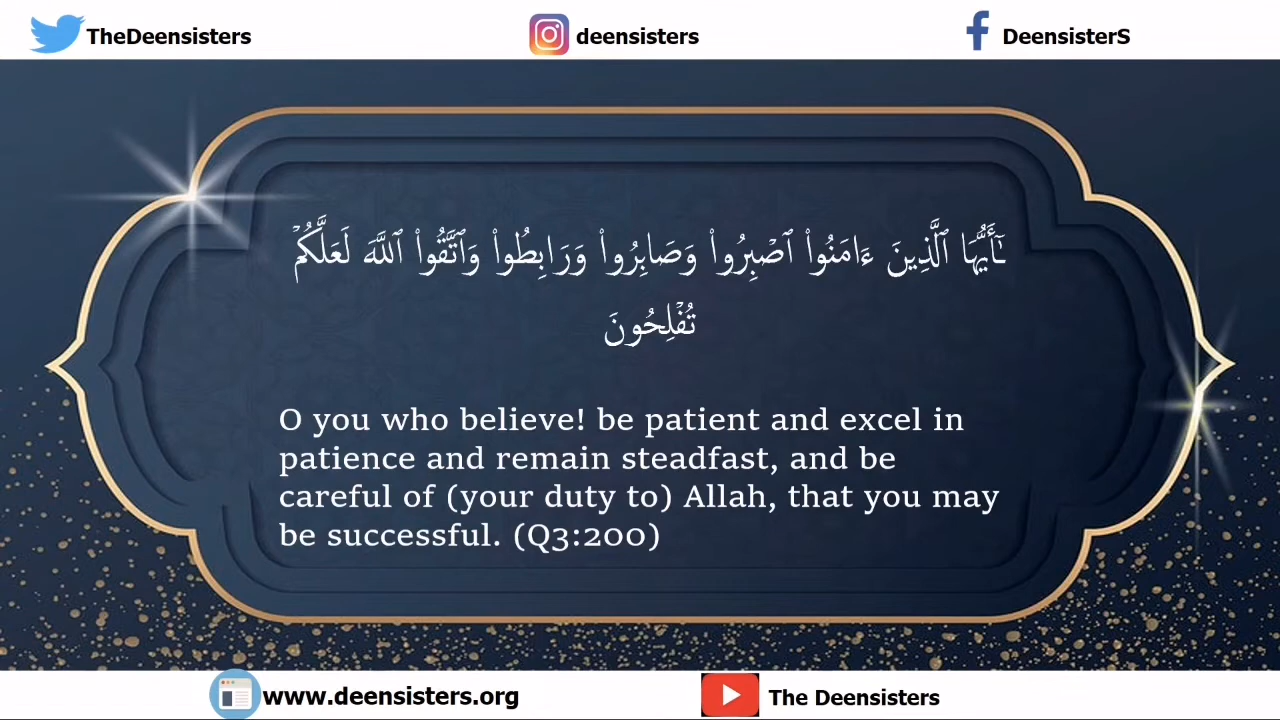 TheDeensisters
deensisters
DeensisterS
يَـٰٓأَيُّهَا ٱلَّذِينَ ءَامَنُوا۟ ٱصْبِرُوا۟ وَصَابِرُوا۟ وَرَابِطُوا۟ وَٱتَّقُوا۟ ٱللَّهَ لَعَلَّكُمْ
تُفْلِحُونَ
O you who believe! be patient and excel in
patience and remain steadfast, and be
careful of (your duty to) Allah, that you may
be successful. (Q3:200)
www.deensisters.org
The Deensisters